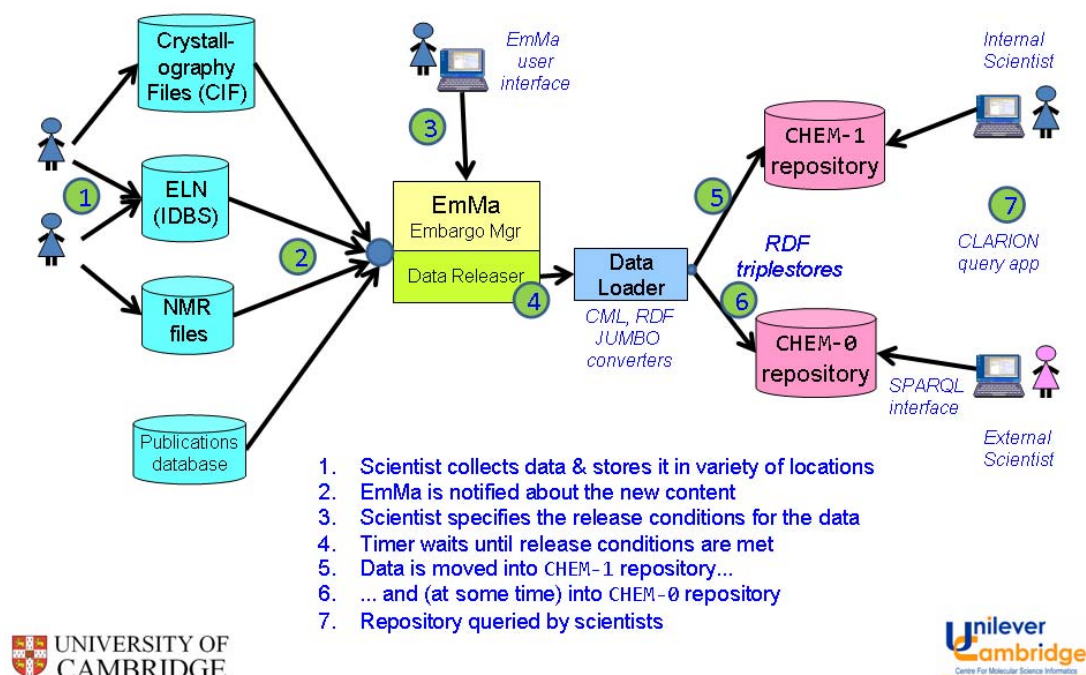 Crystall-
ography
Files (CIF)
EmMa
user
interface
Internal
Scientist
3
CHEM-1
repository
1
ELN
(IDBS)
EmMa
Embargo Mgr
5
7
2
RDF
triplestores
CLARION
query app
Data Releaser
4
Data
Loader
6
NMR
files
CML, RDF
JUMBO
converters
CHEM-0
repository
SPARQL
interface
Publications
database
External
Scientist
1. Scientist collects data & stores it in variety of locations
2. EmMa is notified about the new content
3. Scientist specifies the release conditions for the data
4. Timer waits until release conditions are met
5. Data is moved into CHEM-1 repository...
6. ... and (at some time) into CHEM-0 repository
7. Repository queried by scientists
UNIVERSITY OF
CAMBRIDGE
Unilever
Cambridge
Centre For Molecular Science Informatics